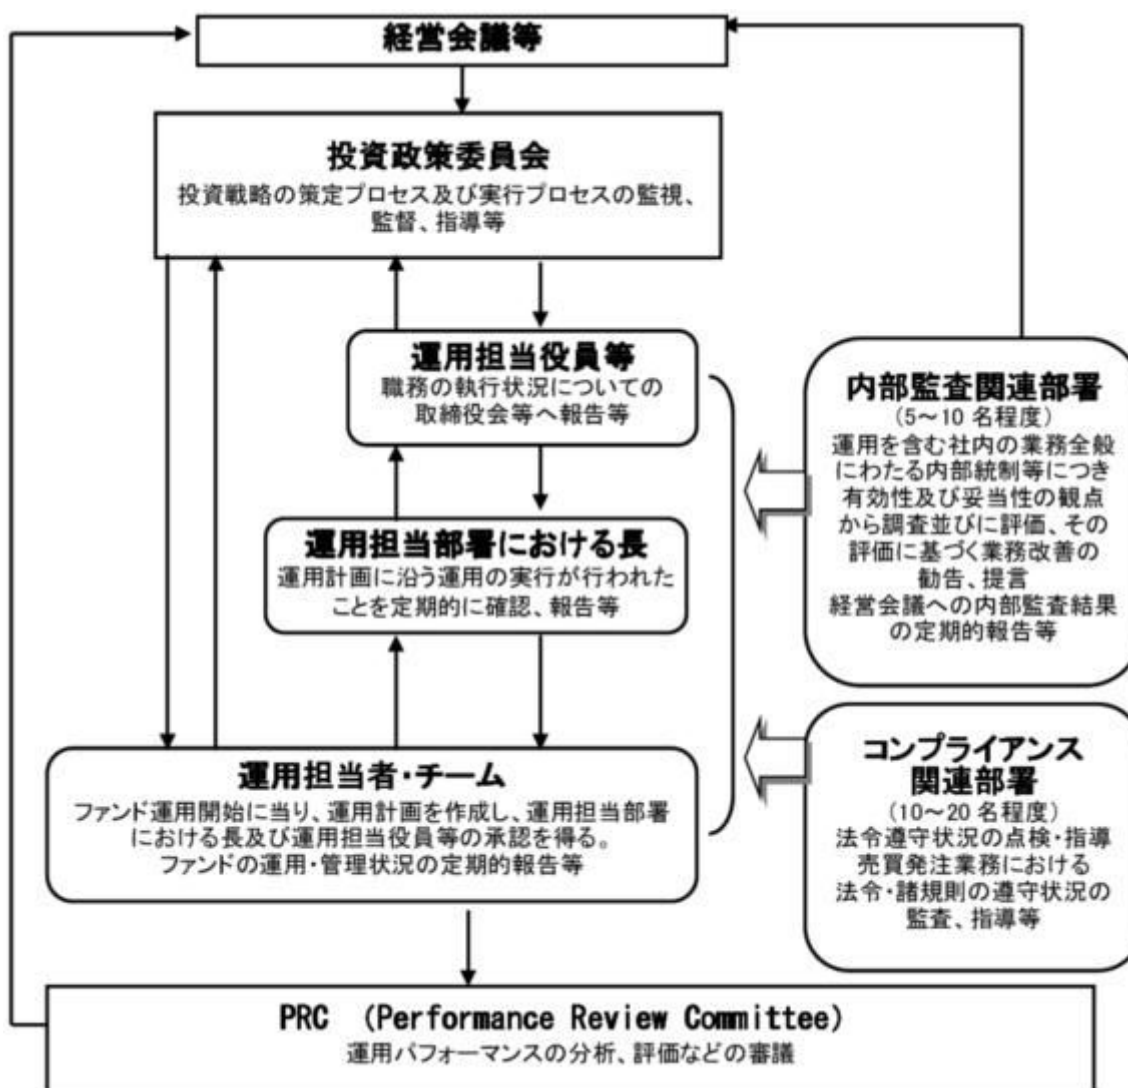 経営会議等
投資政策委員会
投資戦略の策定プロセス及び実行プロセスの監視、
監督、指導等
運用担当役員等
職務の執行状況についての
取締役会等へ報告等
運用担当部署における長
運用計画に沿う運用の実行が行われた
ことを定期的に確認、報告等
運用担当者・チーム
ファンド運用開始に当り、運用計画を作成し、運用担当部署
における長及び運用担当役員等の承認を得る。
ファンドの運用・管理状況の定期的報告等
内部監査関連部署
(5～10 名程度)
運用を含む社内の業務全般
にわたる内部統制等につき
有効性及び妥当性の観点
から調査並びに評価、その
評価に基づく業務改善の
勧告、提言
経営会議への内部監査結果
の定期的報告等
コンプライアンス
関連部署
(10～20 名程度)
法令遵守状況の点検・指導
売買発注業務における
法令・諸規則の遵守状況の
監査、指導等
PRC (Performance Review Committee)
運用パフォーマンスの分析、評価などの審議